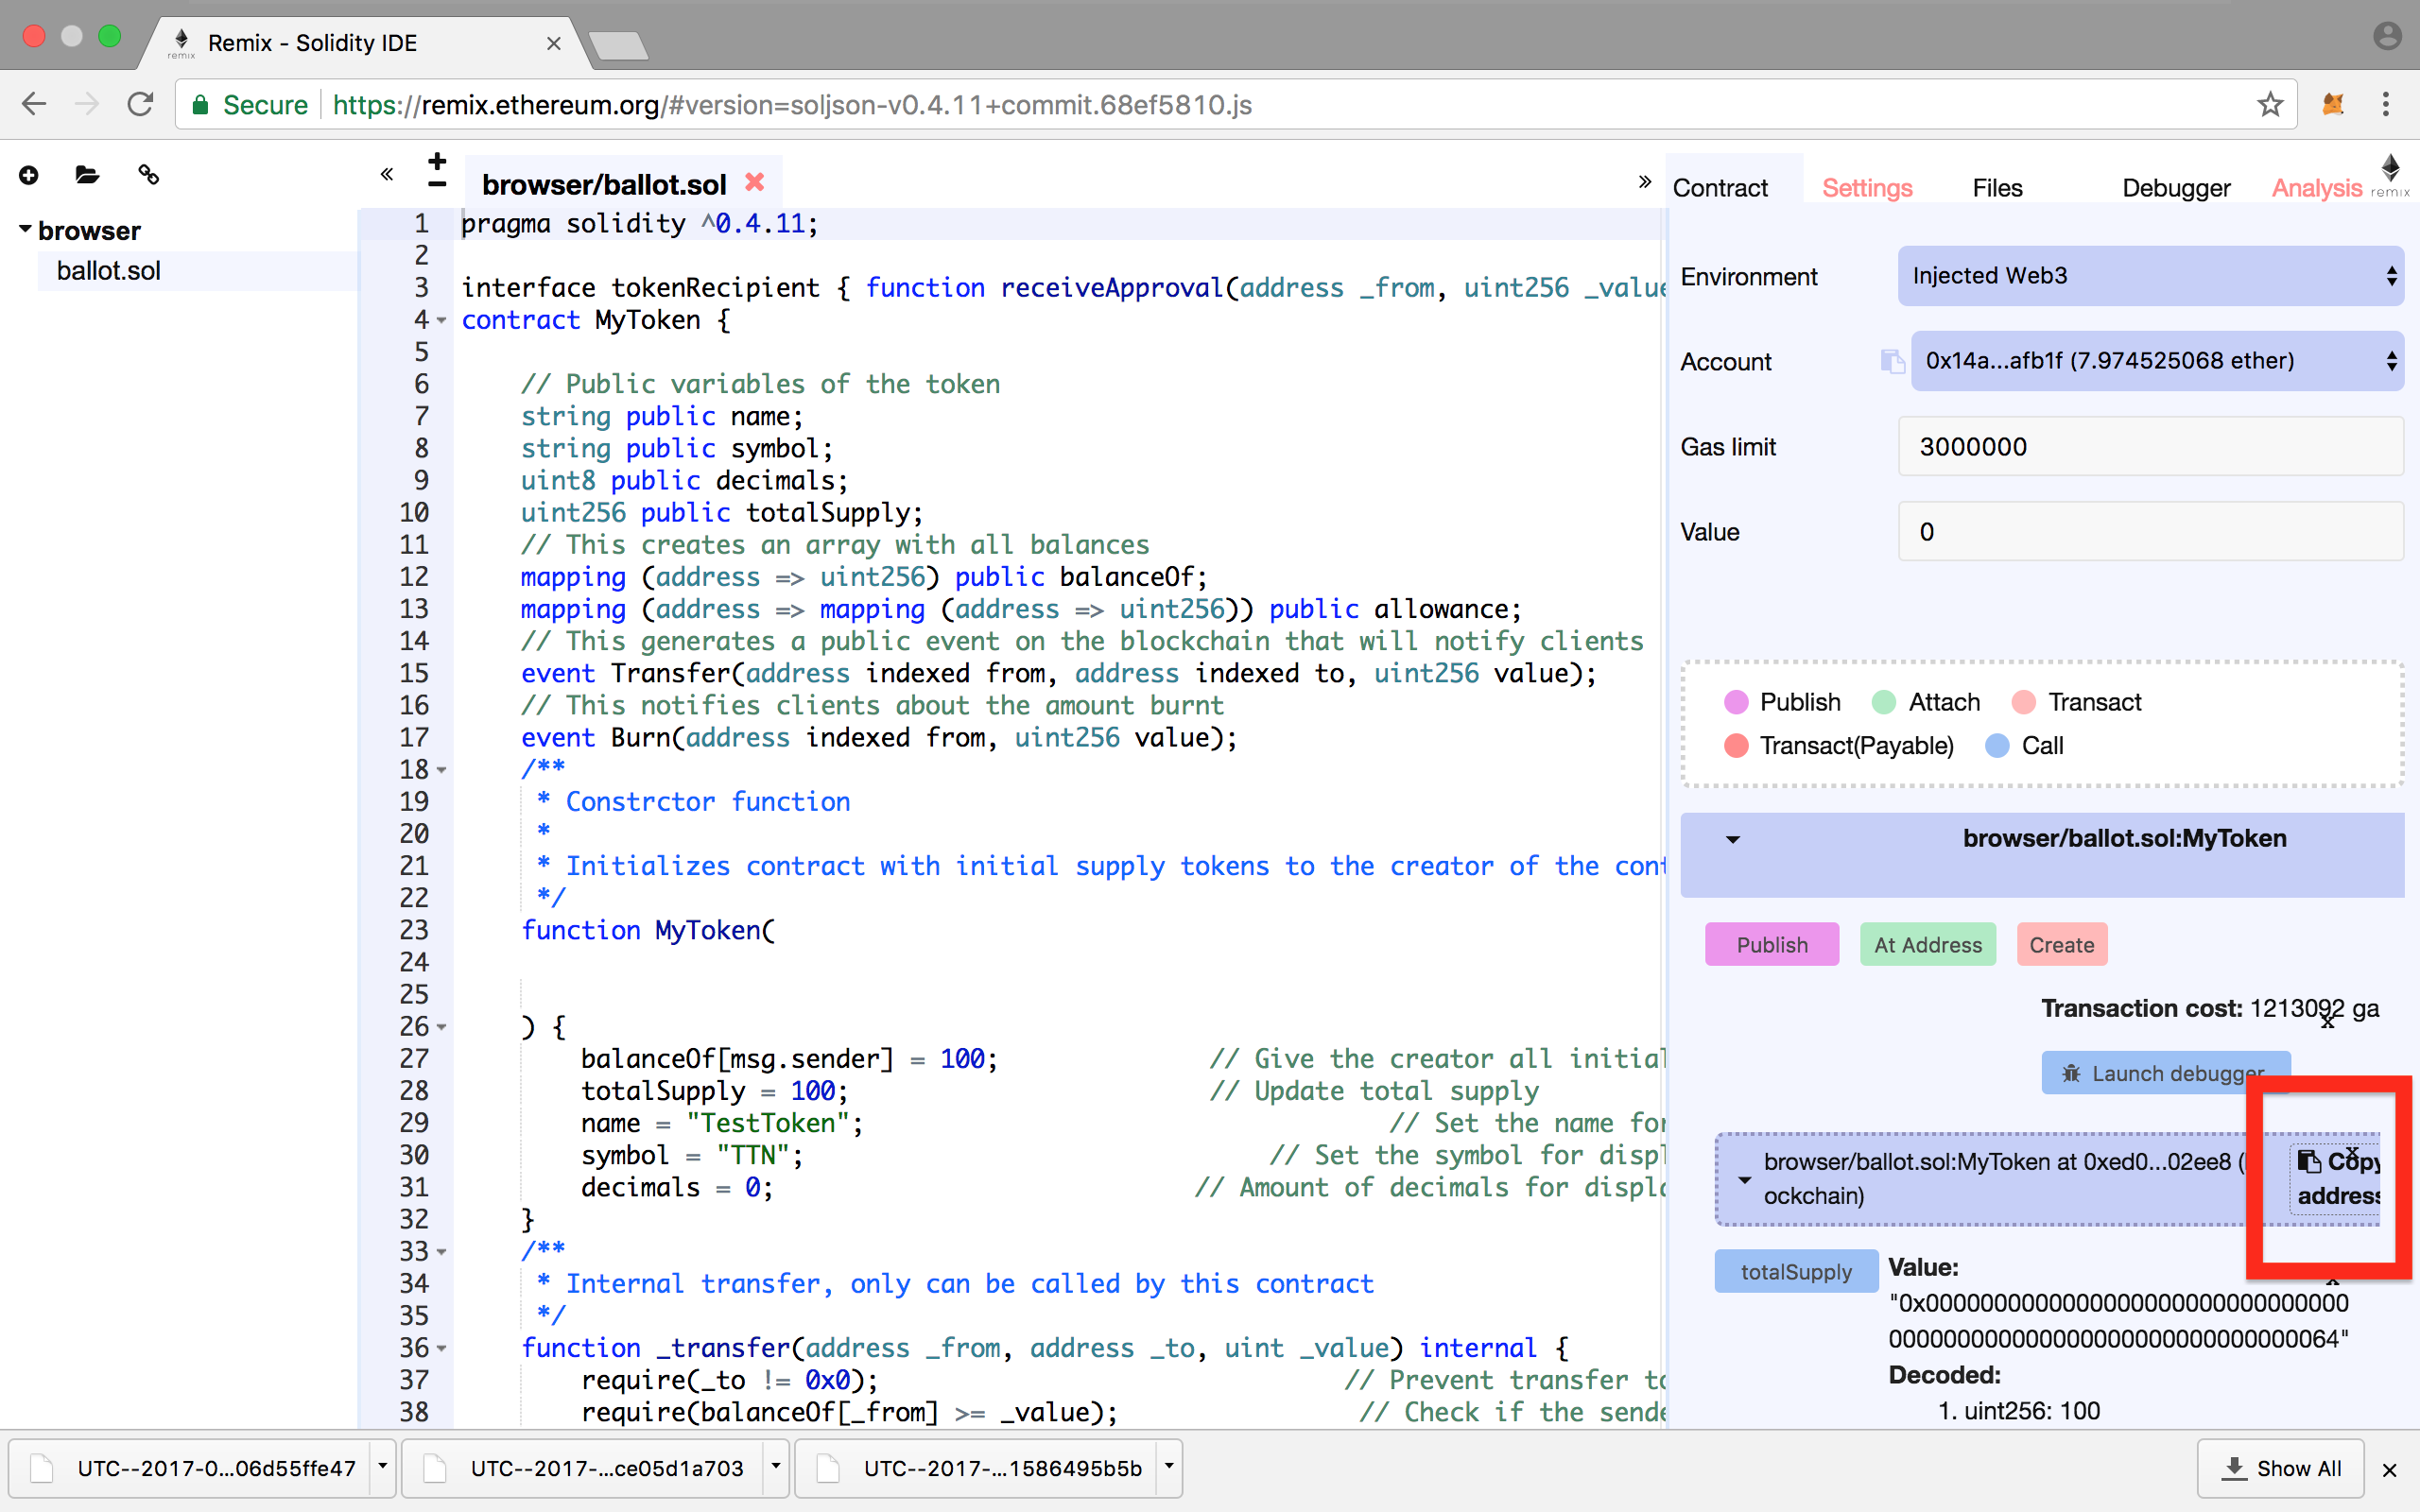 Remix - Solidity IDE
remix
Secure https://remix.ethereum.org/#version=soljson-v0.4.11+commit.68ef5810.js
browser
ballot.sol
browser/ballot.sol
1 pragma solidity ^0.4.11;
2
3 interface tokenRecipient { function receiveApproval(address _from, uint256 _value
4 contract MyToken {
5
6 // Public variables of the token
7 string public name;
8 string public symbol;
9 uint8 public decimals;
10 uint256 public totalSupply;
11 // This creates an array with all balances
12 mapping (address => uint256) public balanceOf;
13 mapping (address => mapping (address => uint256)) public allowance;
14 // This generates a public event on the blockchain that will notify clients
15 event Transfer(address indexed from, address indexed to, uint256 value);
16 // This notifies clients about the amount burnt
17 event Burn(address indexed from, uint256 value);
18 /**
19 * Constrctor function
20 *
21 * Initializes contract with initial supply tokens to the creator of the cont
22 */
23 function MyToken(
24
25
26 ) {
27 balanceOf[msg.sender] = 100; // Give the creator all initial
28 totalSupply = 100; // Update total supply
29 name = "TestToken"; // Set the name for
30 symbol = "TTN"; // Set the symbol for displ
31 decimals = 0; // Amount of decimals for displa
32 }
33 /**
34 * Internal transfer, only can be called by this contract
35 */
36 function _transfer(address _from, address _to, uint _value) internal {
37 require(_to != 0x0); // Prevent transfer to
38 require(balanceOf[_from] >= _value); // Check if the sende
Contract Settings Files Debugger Analysis remix
Environment Injected Web3
Account 0x14a...afb1f (7.974525068 ether)
Gas limit 3000000
Value 0
Publish Attach Transact
Transact(Payable) Call
browser/ballot.sol:MyToken
Publish At Address Create
Transaction cost: 1213092 ga
x
Launch debugger
browser/ballot.sol:MyToken at 0xed0...02ee8 (
ockchain)
x
Copy
address
totalSupply Value:
"0x00000000000000000000000000000000
00000000000000000000000000000064"
Decoded:
1. uint256: 100
UTC--2017-0...06d55ffe47 UTC--2017-...ce05d1a703 UTC--2017-...1586495b5b Show All